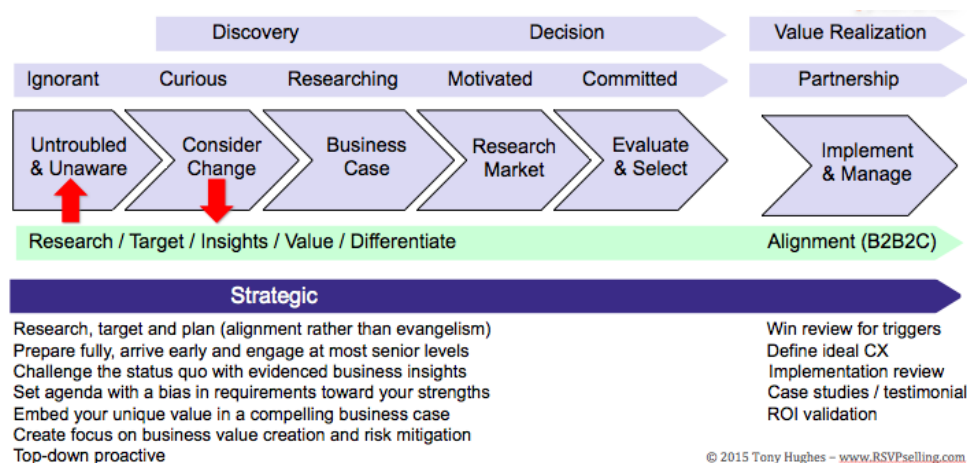 Discovery Decision Value Realization
Ignorant Curious Researching Motivated Committed Partnership
Untroubled
& Unaware
Consider
Change
Business
Case
Research
Market
Evaluate
& Select
Implement
& Manage
Research / Target / Insights / Value / Differentiate
Alignment (B2B2C)
Strategic
Research, target and plan (alignment rather than evangelism)
Prepare fully, arrive early and engage at most senior levels
Challenge the status quo with evidenced business insights
Set agenda with a bias in requirements toward your strengths
Embed your unique value in a compelling business case
Create focus on business value creation and risk mitigation
Top-down proactive
Win review for triggers
Define ideal CX
Implementation review
Case studies / testimonial
ROI validation
© 2015 Tony Hughes – www.RSVPselling.com